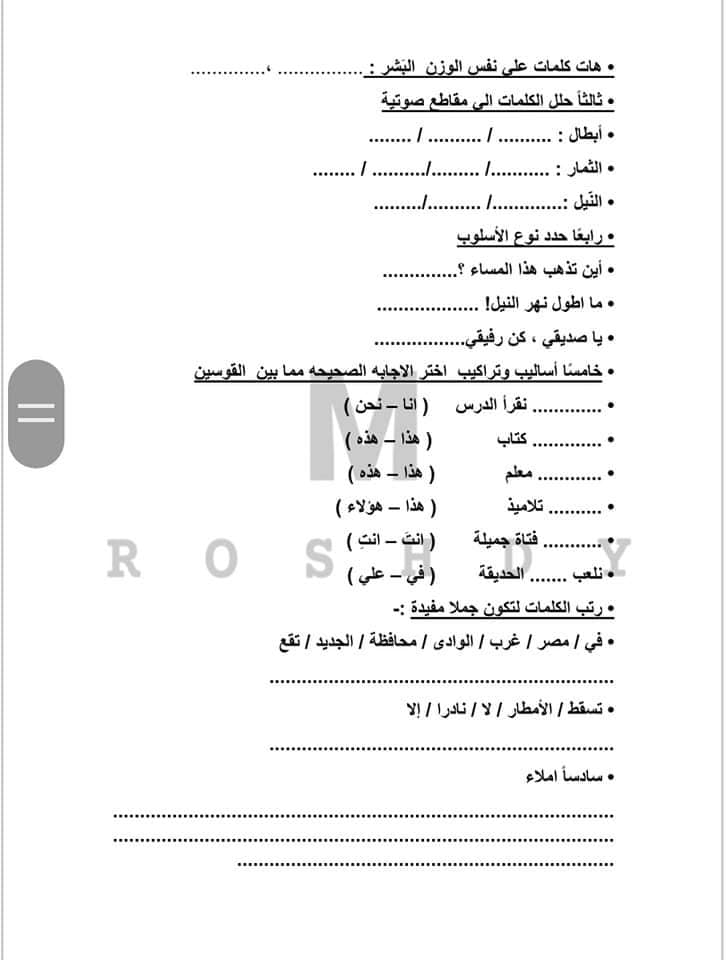 • هات كلمات على نفس الوزن البَشر : ................ ،..............
• ثالثاً حلل الكلمات الي مقاطع صوتية
• أبطال : .......... / .......... / ........
• الثمار : ........../ ........./........../ ........
• النّيل :............./ ........../.........
• رابعًا حدد نوع الأسلوب
• أين تذهب هذا المساء ؟..............
• ما اطول نهر النيل! ...................
• يا صديقي ، كن رفيقي.................
• خامسًا أساليب وتراكيب اختر الاجابه الصحيحه مما بين القوسين
• ............. نقرأ الدرس ( انا – نحن )
• ............. كتاب ( هذا – هذه )
• ............ معلم ( هذا – هذه )
• .......... تلاميذ ( هذا – هؤلاء )
• ........... فتاة جميلة ( انتَ – انتِ )
• نلعب ....... الحديقة ( في – علي )
M
ROSHDY
• رتب الكلمات لتكون جملا مفيدة :-
• في / مصر / غرب / الوادى / محافظة / الجديد / تقع
................................................................
• تسقط / الأمطار / لا / نادرا / إلا
................................................................
• سادسأ املاء
................................................................................................
................................................................................................
........................................................................